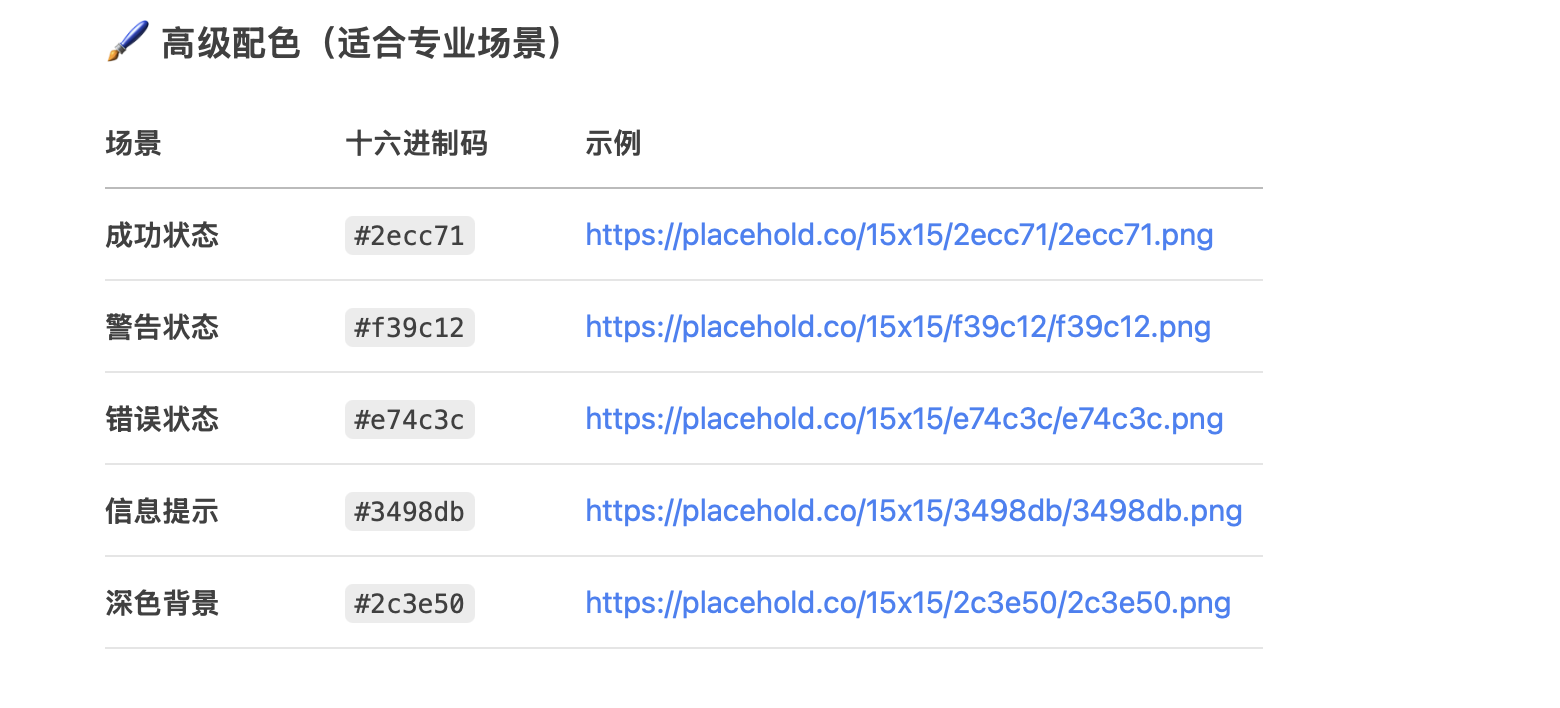 🖌️ 高级配色（适合专业场景）
场景 十六进制码 示例
成功状态 #2ecc71 https://placehold.co/15x15/2ecc71/2ecc71.png
警告状态 #f39c12 https://placehold.co/15x15/f39c12/f39c12.png
错误状态 #e74c3c https://placehold.co/15x15/e74c3c/e74c3c.png
信息提示 #3498db https://placehold.co/15x15/3498db/3498db.png
深色背景 #2c3e50 https://placehold.co/15x15/2c3e50/2c3e50.png